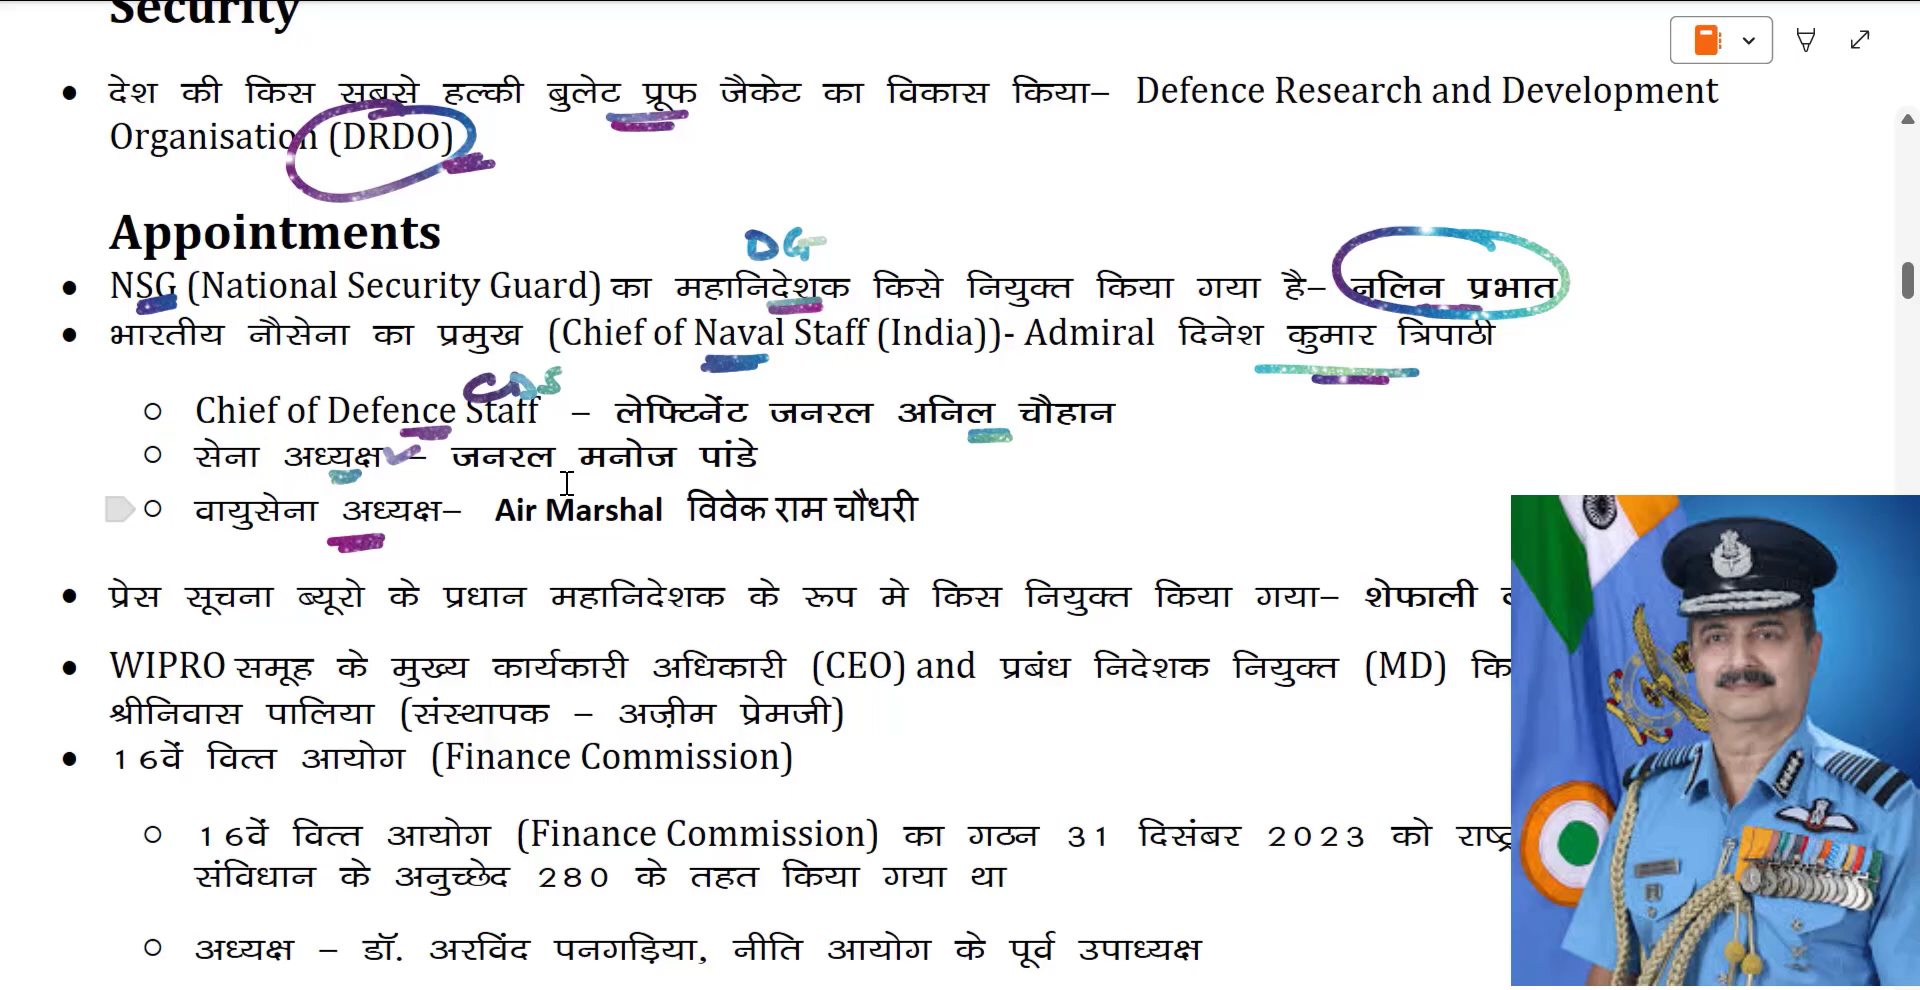 Security
• देश की किस सबसे हल्की बुलेट प्रूफ जैकेट का विकास किया– Defence Research and Development
Organisation (DRDO)
Appointments
DG
• NSG (National Security Guard) का महानिदेशक किसे नियुक्त किया गया है– नलिन प्रभात
• भारतीय नौसेना का प्रमुख (Chief of Naval Staff (India))- Admiral दिनेश कुमार त्रिपाठी
CDS
○ Chief of Defence Staff – लेफ्टिनेंट जनरल अनिल चौहान
○ सेना अध्यक्ष – जनरल मनोज पांडे
○ वायुसेना अध्यक्ष– Air Marshal विवेक राम चौधरी
• प्रेस सूचना ब्यूरो के प्रधान महानिदेशक के रूप मे किस नियुक्त किया गया– शेफाली
• WIPRO समूह के मुख्य कार्यकारी अधिकारी (CEO) and प्रबंध निदेशक नियुक्त (MD)
श्रीनिवास पालिया (संस्थापक – अज़ीम प्रेमजी)
• 16वें वित्त आयोग (Finance Commission)
○ 16वें वित्त आयोग (Finance Commission) का गठन 31 दिसंबर 2023 को
संविधान के अनुच्छेद 280 के तहत किया गया था
○ अध्यक्ष – डॉ. अरविंद पनगड़िया, नीति आयोग के पूर्व उपाध्यक्ष